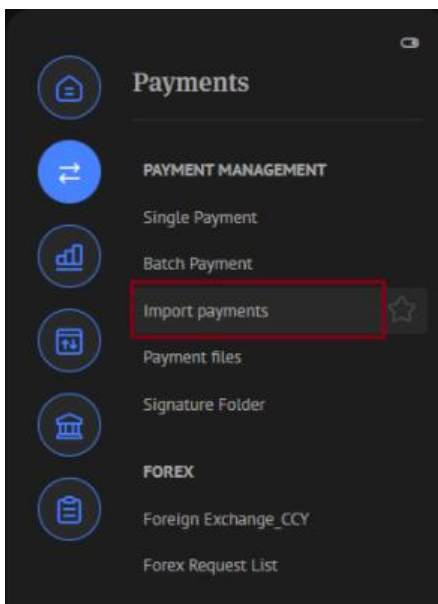 Payments
PAYMENT MANAGEMENT
Single Payment
Batch Payment
Import payments
Payment files
Signature Folder
FOREX
Foreign Exchange_CCY
Forex Request List